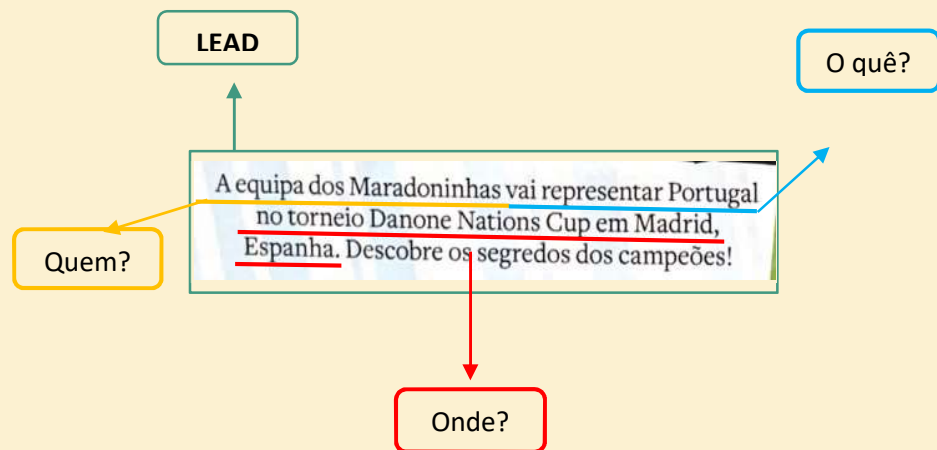 LEAD
O quê?
A equipa dos Maradoninhas vai representar Portugal
no torneio Danone Nations Cup em Madrid,
Espanha. Descobre os segredos dos campeões!
Quem?
Onde?